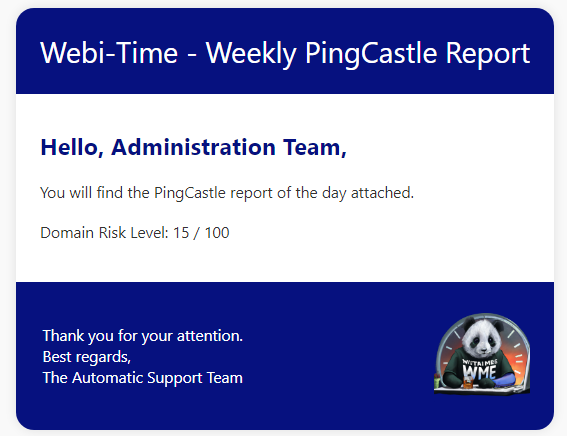 Webi-Time - Weekly PingCastle Report
Hello, Administration Team,
You will find the PingCastle report of the day attached.
Domain Risk Level: 15 / 100
Thank you for your attention.
Best regards,
The Automatic Support Team
WME